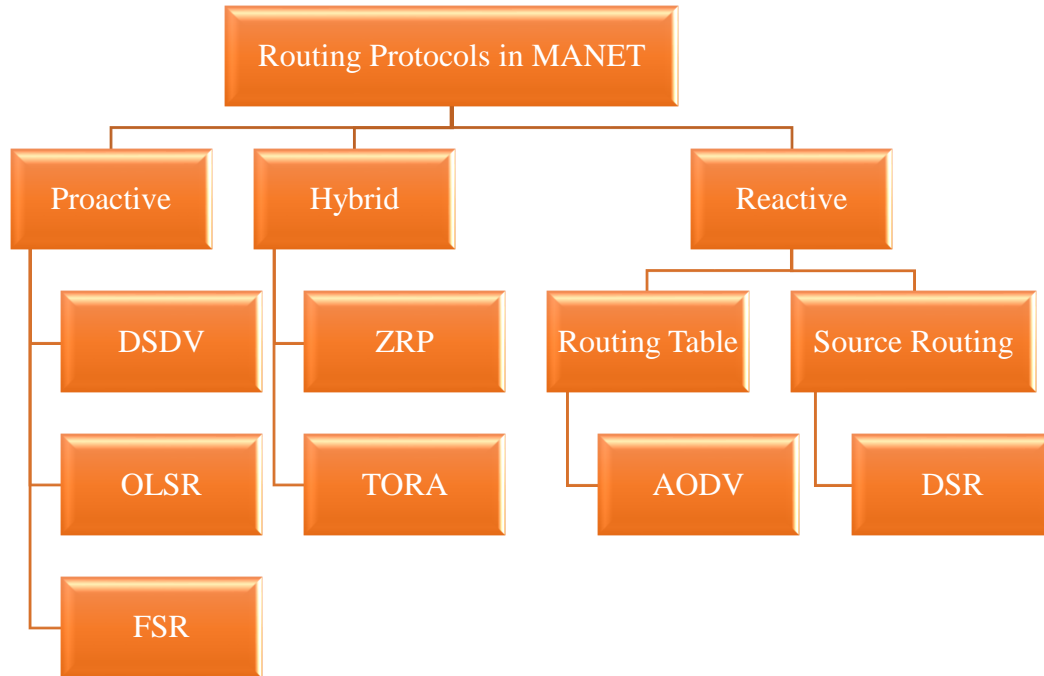 Routing Protocols in MANET
Proactive
Hybrid
Reactive
DSDV
ZRP
Routing Table
Source Routing
OLSR
TORA
AODV
DSR
FSR